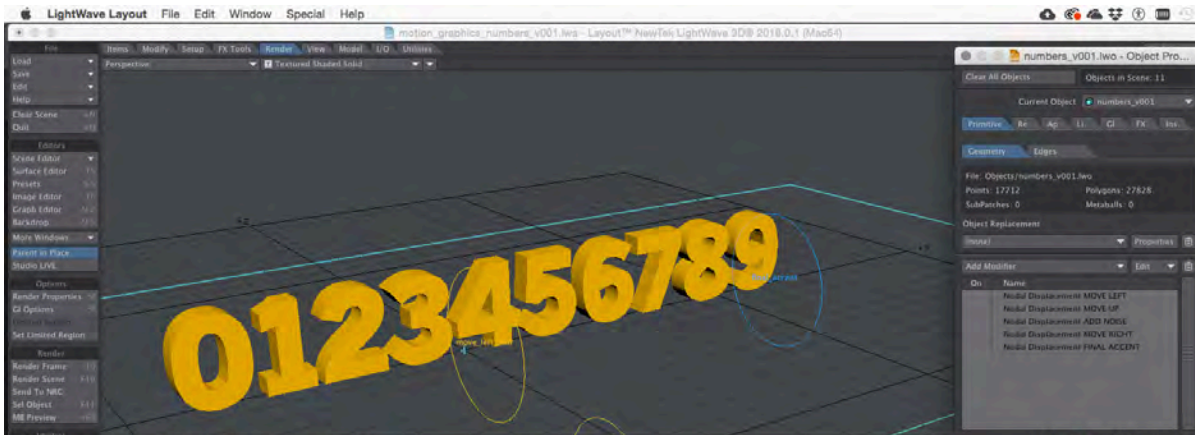 LightWave Layout File Edit Window Special Help
motion_graphics_numbers_v001.lws - Layout™ NewTek LightWave 3D® 2018.0.1 (Mac64)
File
Items Modify Setup FX Tools Render View Model I/O Utilities
Load
Perspective
Textured Shaded Solid
Save
Edit
Help
Clear Scene
Quit
Editors
Scene Editor
Surface Editor
Presets
Image Editor
Graph Editor
Backdrop
More Windows
Parent in Place
Studio LIVE
Options
Render Properties
GI Options
Set Limited Region
Render
Render Frame
Render Scene
Send To NRC
Sel Object
ME Preview
0123456789
numbers_v001.lwo - Object Pro...
Clear All Objects
Objects in Scene: 11
Current Object numbers_v001
Primitive Re Ap Li Gl FX Ins
Geometry Edges
File: Objects/numbers_v001.lwo
Points: 17712 Polygons: 27828
SubPatches: 0 Metaballs: 0
Object Replacement
(none) Properties
Add Modifier Edit
On Name
Nodal Displacement MOVE LEFT
Nodal Displacement MOVE UP
Nodal Displacement ADD NOISE
Nodal Displacement MOVE RIGHT
Nodal Displacement FINAL ACCENT